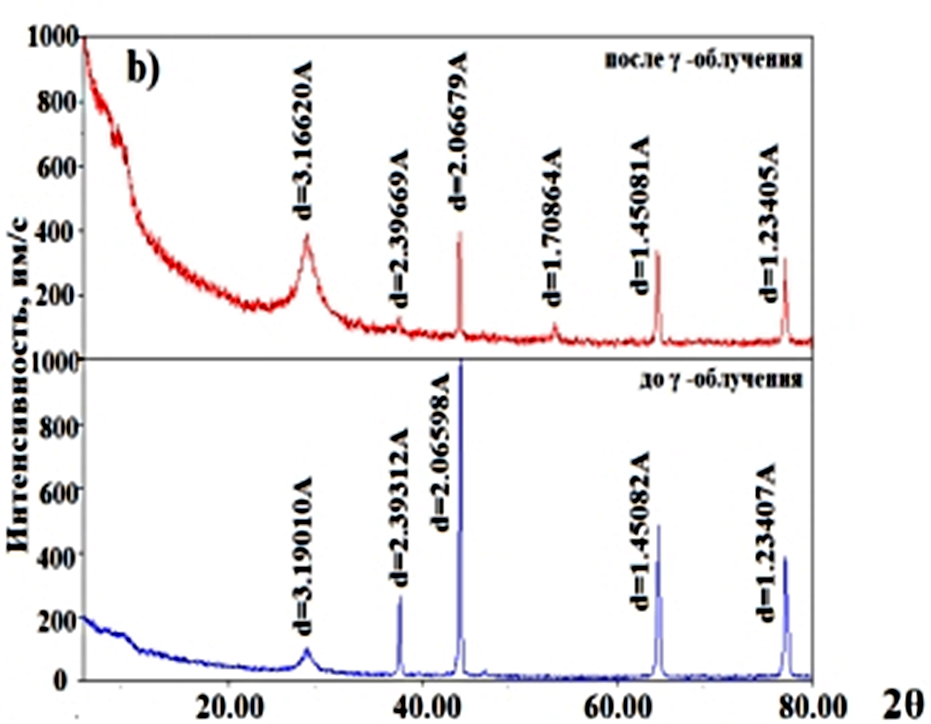 b)
после γ -облучения
1000
800
600
400
200
d=3.16620A
d=2.39669A
d=2.06679A
d=1.70864A
d=1.45081A
d=1.23405A
Интенсивность, им/с
до γ -облучения
1000
800
600
400
200
0
d=3.19010A
d=2.39312A
d=2.06598A
d=1.45082A
d=1.23407A
20.00 40.00 60.00 80.00 2θ